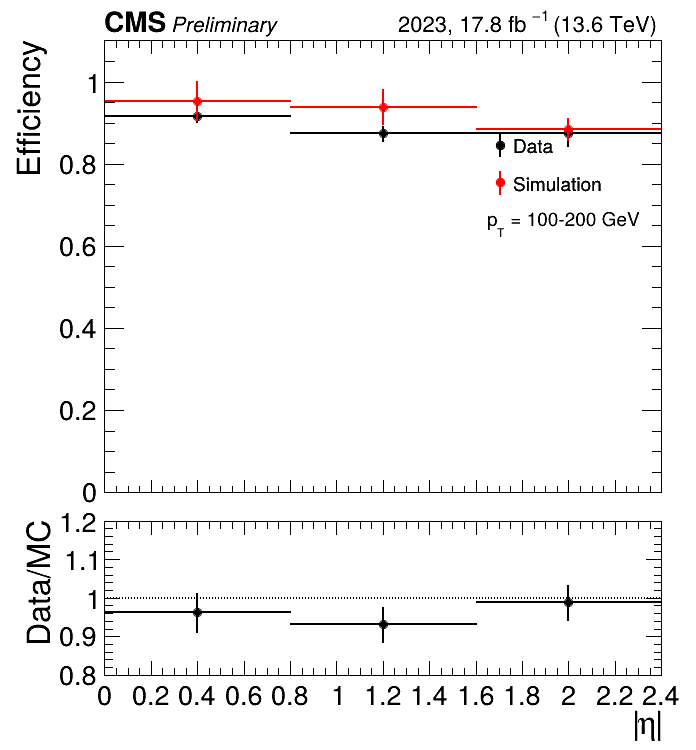 CMS Preliminary 2023, 17.8 fb⁻¹ (13.6 TeV)
Efficiency
1
0.8
0.6
0.4
0.2
0
Data
Simulation
p_T = 100-200 GeV
Data/MC
1.2
1.1
1
0.9
0.8
0 0.2 0.4 0.6 0.8 1 1.2 1.4 1.6 1.8 2 2.2 2.4
|η|